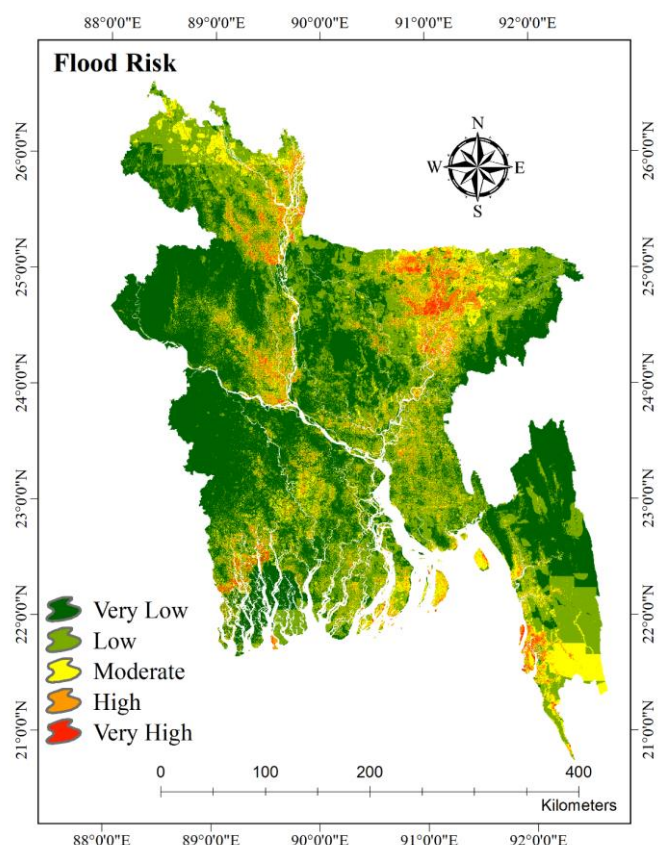 88°0'0"E 89°0'0"E 90°0'0"E 91°0'0"E 92°0'0"E
Flood Risk
N
W E
S
26°0'0"N 26°0'0"N
25°0'0"N 25°0'0"N
24°0'0"N 24°0'0"N
23°0'0"N 23°0'0"N
22°0'0"N 22°0'0"N
21°0'0"N 21°0'0"N
Very Low
Low
Moderate
High
Very High
0 100 200 400
Kilometers
88°0'0"E 89°0'0"E 90°0'0"E 91°0'0"E 92°0'0"E